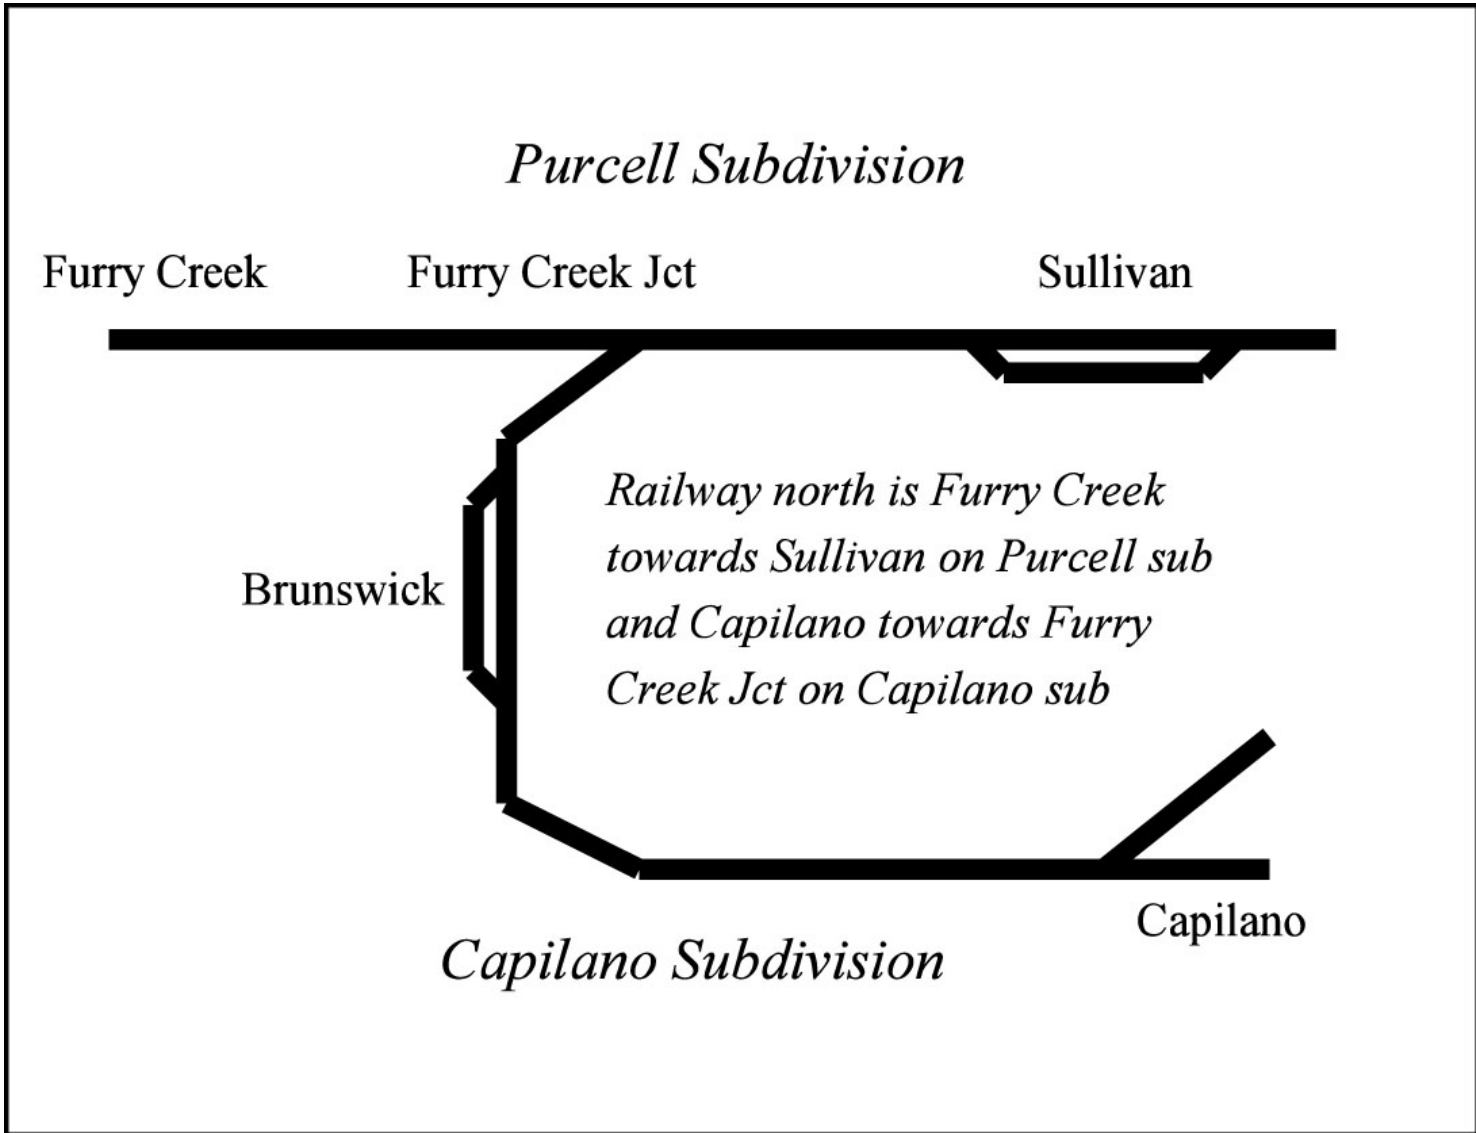 Purcell Subdivision
Furry Creek
Furry Creek Jct
Sullivan
Railway north is Furry Creek
towards Sullivan on Purcell sub
and Capilano towards Furry
Creek Jct on Capilano sub
Brunswick
Capilano
Capilano Subdivision